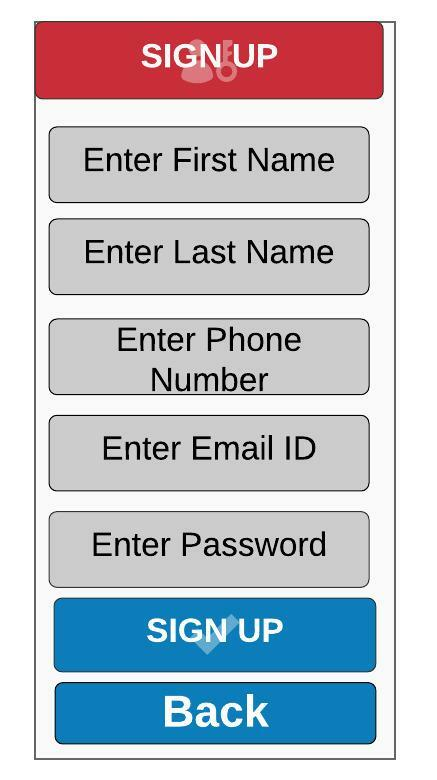 SIGN UP
Enter First Name
Enter Last Name
Enter Phone
Number
Enter Email ID
Enter Password
SIGN UP
Back